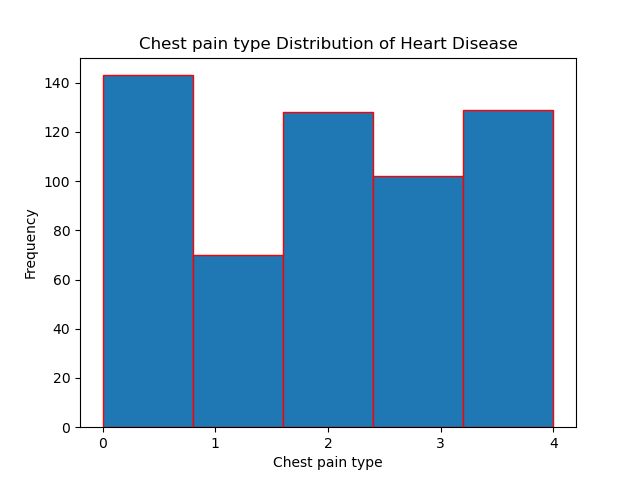 Chest pain type Distribution of Heart Disease
140
120
100
80
60
40
20
0
Frequency
0 1 2 3 4
Chest pain type